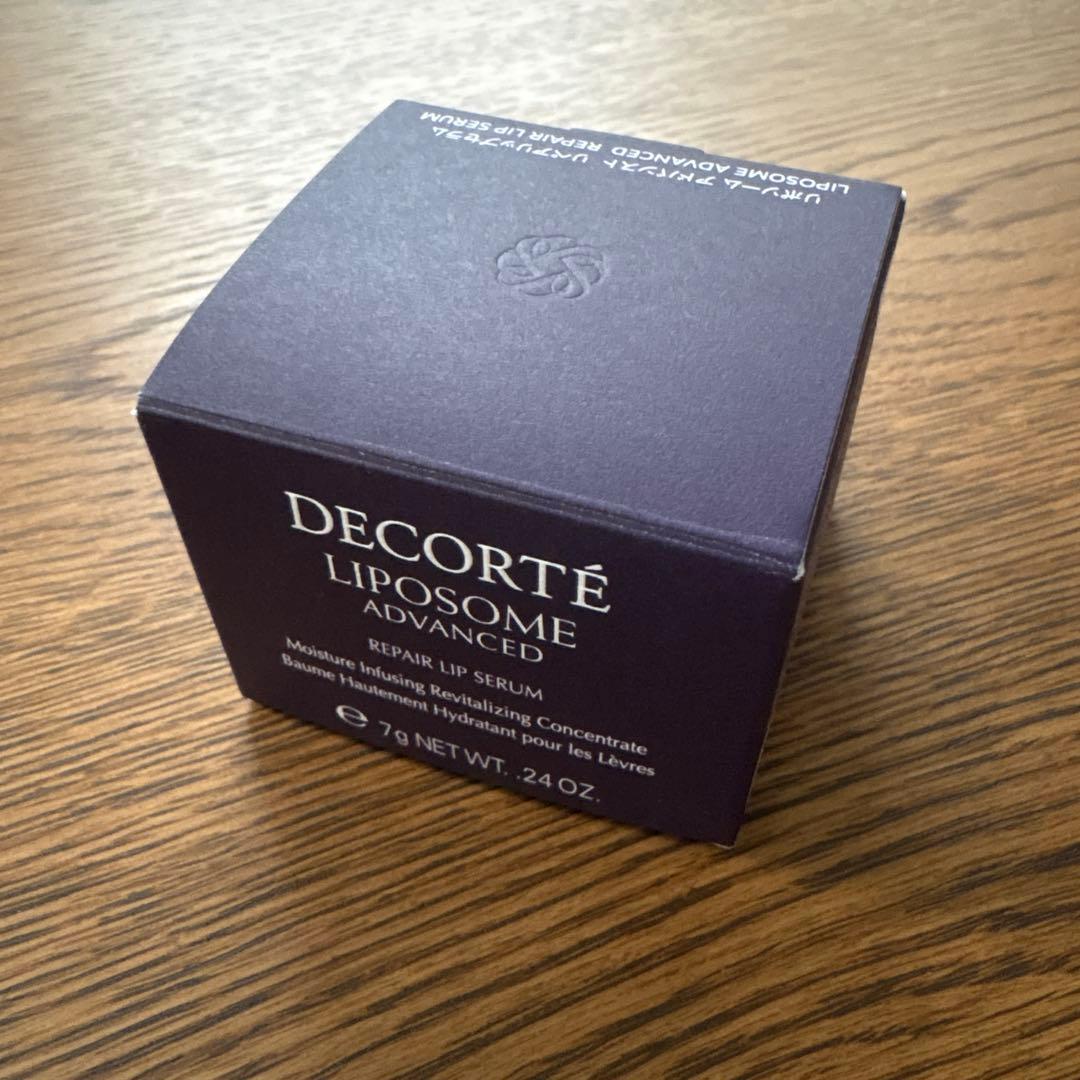 リポソーム アドバンスト リペアリップセラム
LIPOSOME ADVANCED REPAIR LIP SERUM
DECORTÉ
LIPOSOME
ADVANCED
REPAIR LIP SERUM
Moisture Infusing Revitalizing Concentrate
Baume Hautement Hydratant pour les Lèvres
℮ 7g NET WT. .24 OZ.